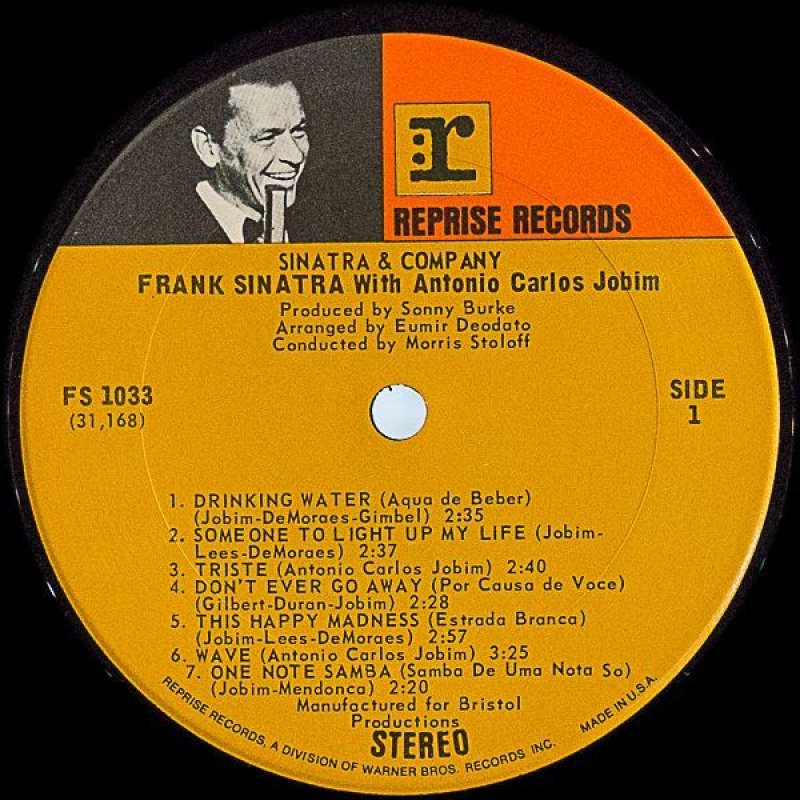 r
REPRISE RECORDS
SINATRA & COMPANY
FRANK SINATRA With Antonio Carlos Jobim
Produced by Sonny Burke
Arranged by Eumir Deodato
Conducted by Morris Stoloff
FS 1033
(31,168)
SIDE
1
1. DRINKING WATER (Aqua de Beber)
(Jobim-DeMoraes-Gimbel) 2:35
2. SOMEONE TO LIGHT UP MY LIFE (Jobim-
Lees-DeMoraes) 2:37
3. TRISTE (Antonio Carlos Jobim) 2:40
4. DON'T EVER GO AWAY (Por Causa de Voce)
(Gilbert-Duran-Jobim) 2:28
5. THIS HAPPY MADNESS (Estrada Branca)
(Jobim-Lees-DeMoraes) 2:57
6. WAVE (Antonio Carlos Jobim) 3:25
7. ONE NOTE SAMBA (Samba De Uma Nota So)
(Jobim-Mendonca) 2:20
Manufactured for Bristol
Productions
STEREO
REPRISE RECORDS, A DIVISION OF WARNER BROS. RECORDS INC. MADE IN U.S.A.